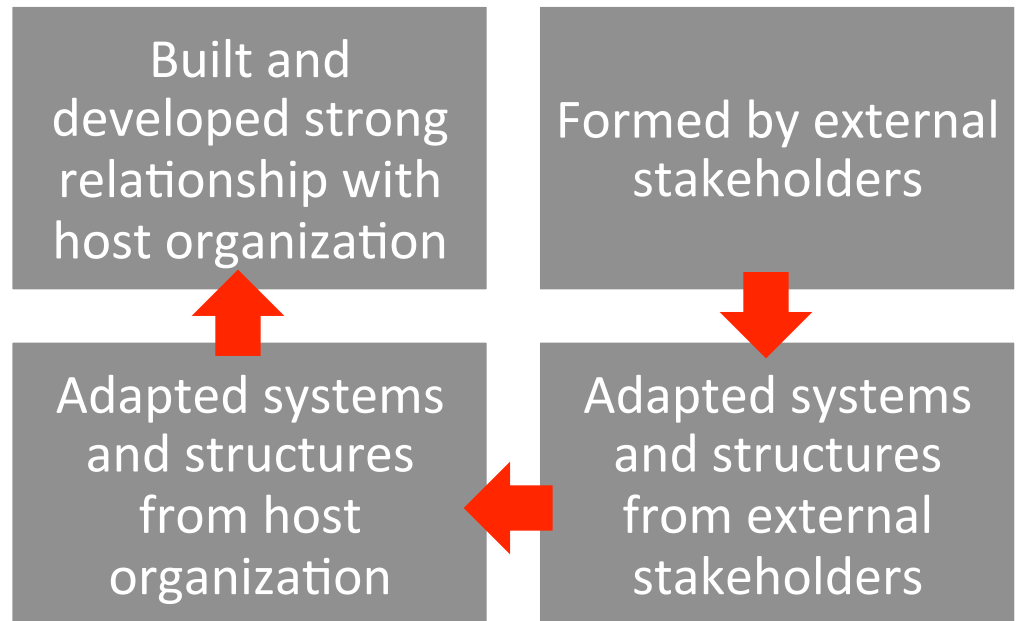 Built and
developed strong
relationship with
host organization
Formed by external
stakeholders
Adapted systems
and structures
from host
organization
Adapted systems
and structures
from external
stakeholders